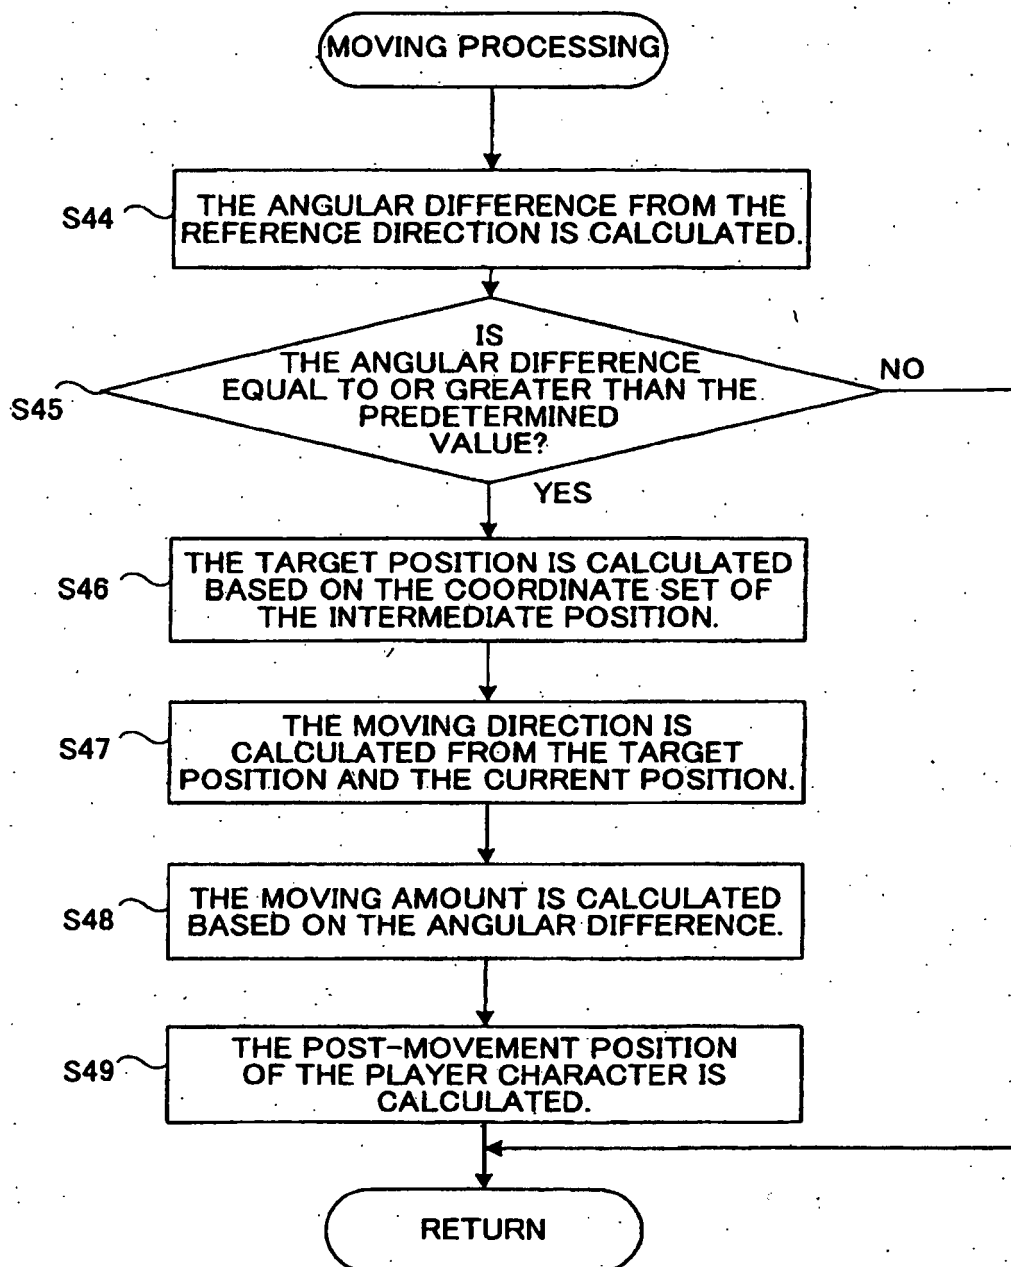 MOVING PROCESSING
S44
THE ANGULAR DIFFERENCE FROM THE
REFERENCE DIRECTION IS CALCULATED.
S45
IS
THE ANGULAR DIFFERENCE
EQUAL TO OR GREATER THAN THE
PREDETERMINED
VALUE?
NO
YES
S46
THE TARGET POSITION IS CALCULATED
BASED ON THE COORDINATE SET OF
THE INTERMEDIATE POSITION.
S47
THE MOVING DIRECTION IS
CALCULATED FROM THE TARGET
POSITION AND THE CURRENT POSITION.
S48
THE MOVING AMOUNT IS CALCULATED
BASED ON THE ANGULAR DIFFERENCE.
S49
THE POST-MOVEMENT POSITION
OF THE PLAYER CHARACTER IS
CALCULATED.
RETURN